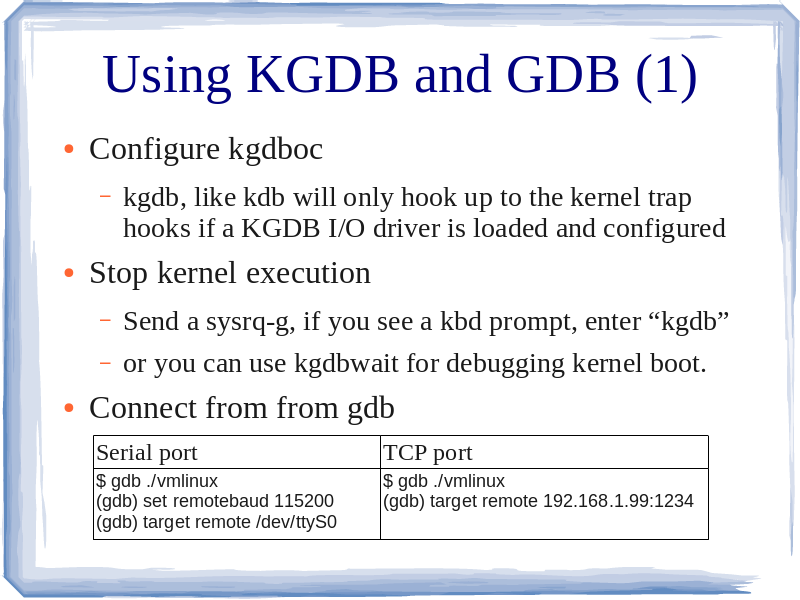 Using KGDB and GDB (1)
• Configure kgdboc
– kgdb, like kdb will only hook up to the kernel trap
hooks if a KGDB I/O driver is loaded and configured
• Stop kernel execution
– Send a sysrq-g, if you see a kbd prompt, enter “kgdb”
– or you can use kgdbwait for debugging kernel boot.
• Connect from from gdb
Serial port
$ gdb ./vmlinux
(gdb) set remotebaud 115200
(gdb) target remote /dev/ttyS0
TCP port
$ gdb ./vmlinux
(gdb) target remote 192.168.1.99:1234